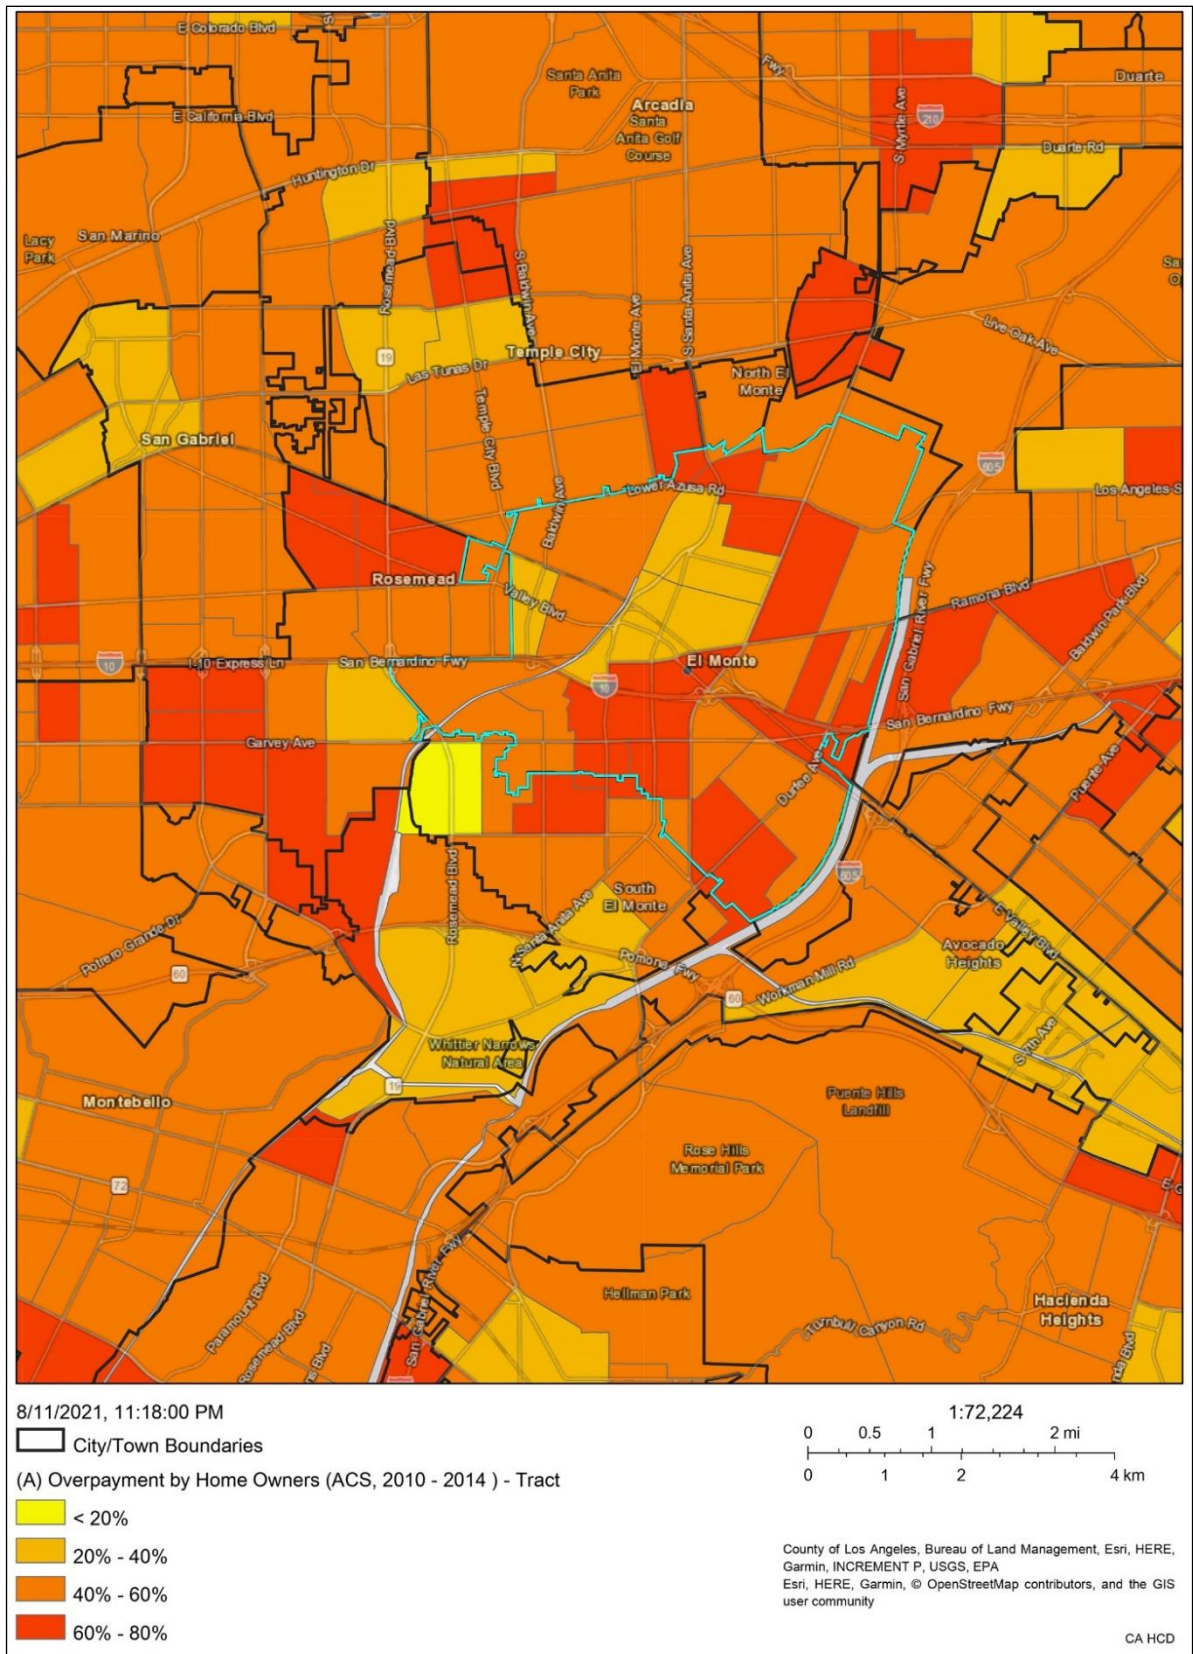 E Colorado Blvd
Santa Anita
Park
Fwy
Duarte
Arcadia
E California Blvd
Santa
Anita Golf
Course
S Myrtle Ave
210
Duarte Rd
Huntington Dr
Lacy
Park
San Marino
Rosemead Blvd
S Baldwin Ave
El Monte Ave
S Santa Anita Ave
Live Oak Ave
19
Las Tunas Dr
Temple City
North El
Monte
Temple City Blvd
San Gabriel
605
Baldwin Ave
Lower Azusa Rd
Los Angeles S
Rosemead
Valley Blvd
San Gabriel River Fwy
Ramona Blvd
Baldwin Park Blvd
10
I-10 Express Ln
San Bernardino Fwy
10
El Monte
San Bernardino Fwy
Garvey Ave
Durfee Ave
Puente Ave
605
Rosemead Blvd
South
El Monte
N Santa Anita Ave
E Valley Blvd
Potrero Grande Dr
60
Pomona Fwy
Avocado
Heights
Workman Mill Rd
60
S 7th Ave
Whittier Narrows
Natural Area
19
Montebello
Puente Hills
Landfill
Rose Hills
Memorial Park
72
E G
San Gabriel River Fwy
Paramount Blvd
Rosemead Blvd
ns Blvd
Hellman Park
Turnbull Canyon Rd
Hacienda
Heights
nda Blvd
8/11/2021, 11:18:00 PM
City/Town Boundaries
(A) Overpayment by Home Owners (ACS, 2010 - 2014 ) - Tract
< 20%
20% - 40%
40% - 60%
60% - 80%
1:72,224
0 0.5 1 2 mi
0 1 2 4 km
County of Los Angeles, Bureau of Land Management, Esri, HERE,
Garmin, INCREMENT P, USGS, EPA
Esri, HERE, Garmin, © OpenStreetMap contributors, and the GIS
user community
CA HCD